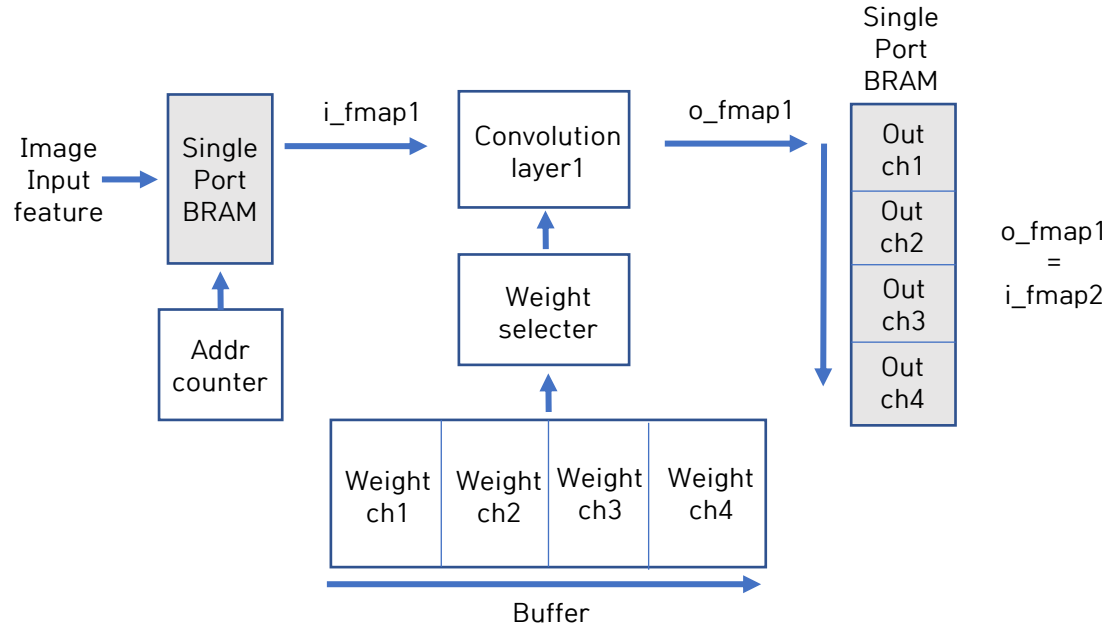 Image
Input
feature
Single
Port
BRAM
Addr
counter
i_fmap1
Convolution
layer1
Weight
selecter
Weight
ch1
Weight
ch2
Weight
ch3
Weight
ch4
Buffer
o_fmap1
Single
Port
BRAM
Out
ch1
Out
ch2
Out
ch3
Out
ch4
o_fmap1
=
i_fmap2